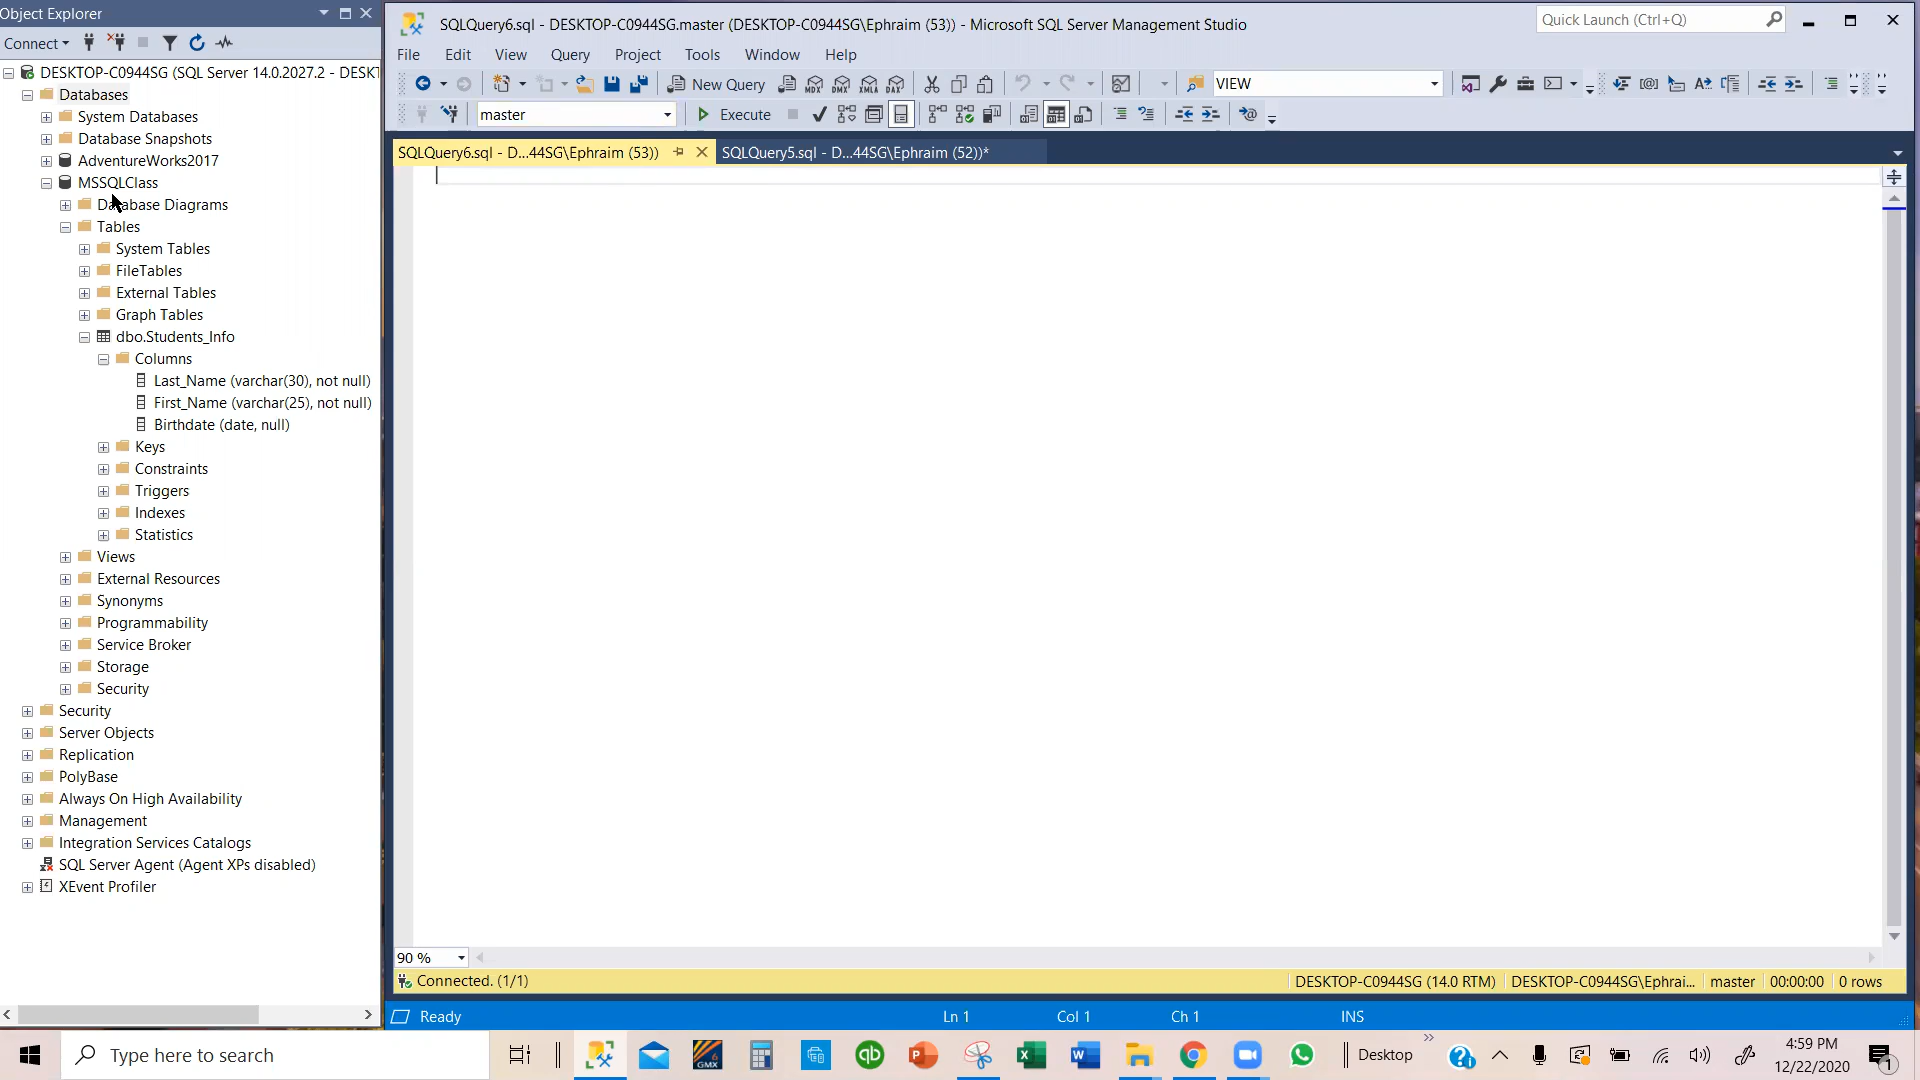 Object Explorer
Connect
DESKTOP-C0944SG (SQL Server 14.0.2027.2 - DESKT
Databases
System Databases
Database Snapshots
AdventureWorks2017
MSSQLClass
Database Diagrams
Tables
System Tables
FileTables
External Tables
Graph Tables
dbo.Students_Info
Columns
Last_Name (varchar(30), not null)
First_Name (varchar(25), not null)
Birthdate (date, null)
Keys
Constraints
Triggers
Indexes
Statistics
Views
External Resources
Synonyms
Programmability
Service Broker
Storage
Security
Security
Server Objects
Replication
PolyBase
Always On High Availability
Management
Integration Services Catalogs
SQL Server Agent (Agent XPs disabled)
XEvent Profiler
SQLQuery6.sql - DESKTOP-C0944SG.master (DESKTOP-C0944SG\Ephraim (53)) - Microsoft SQL Server Management Studio
Quick Launch (Ctrl+Q)
File Edit View Query Project Tools Window Help
New Query MDX DMX XMLA DAX VIEW
master Execute
SQLQuery6.sql - D...44SG\Ephraim (53)) SQLQuery5.sql - D...44SG\Ephraim (52))*
90 %
Connected. (1/1) DESKTOP-C0944SG (14.0 RTM) DESKTOP-C0944SG\Ephrai... master 00:00:00 0 rows
Ready Ln 1 Col 1 Ch 1 INS
Type here to search
GMX
qb
Desktop
4:59 PM
12/22/2020
1